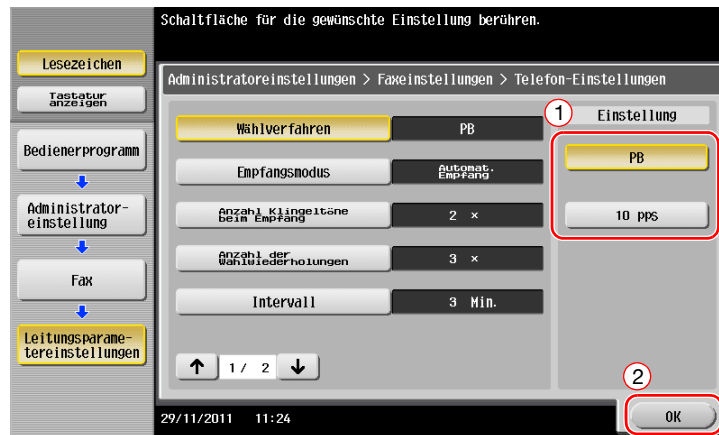 Schaltfläche für die gewünschte Einstellung berühren.
Lesezeichen
Tastatur
anzeigen
Bedienerprogramm
Administrator-
einstellung
Fax
Leitungsparame-
tereinstellungen
Administratoreinstellungen > Faxeinstellungen > Telefon-Einstellungen
Wählverfahren PB
Empfangsmodus Automat.
Empfang
Anzahl Klingeltöne
beim Empfang 2 ×
Anzahl der
Wahlwiederholungen 3 ×
Intervall 3 Min.
↑ 1/ 2 ↓
1 Einstellung
PB
10 pps
2
OK
29/11/2011 11:24